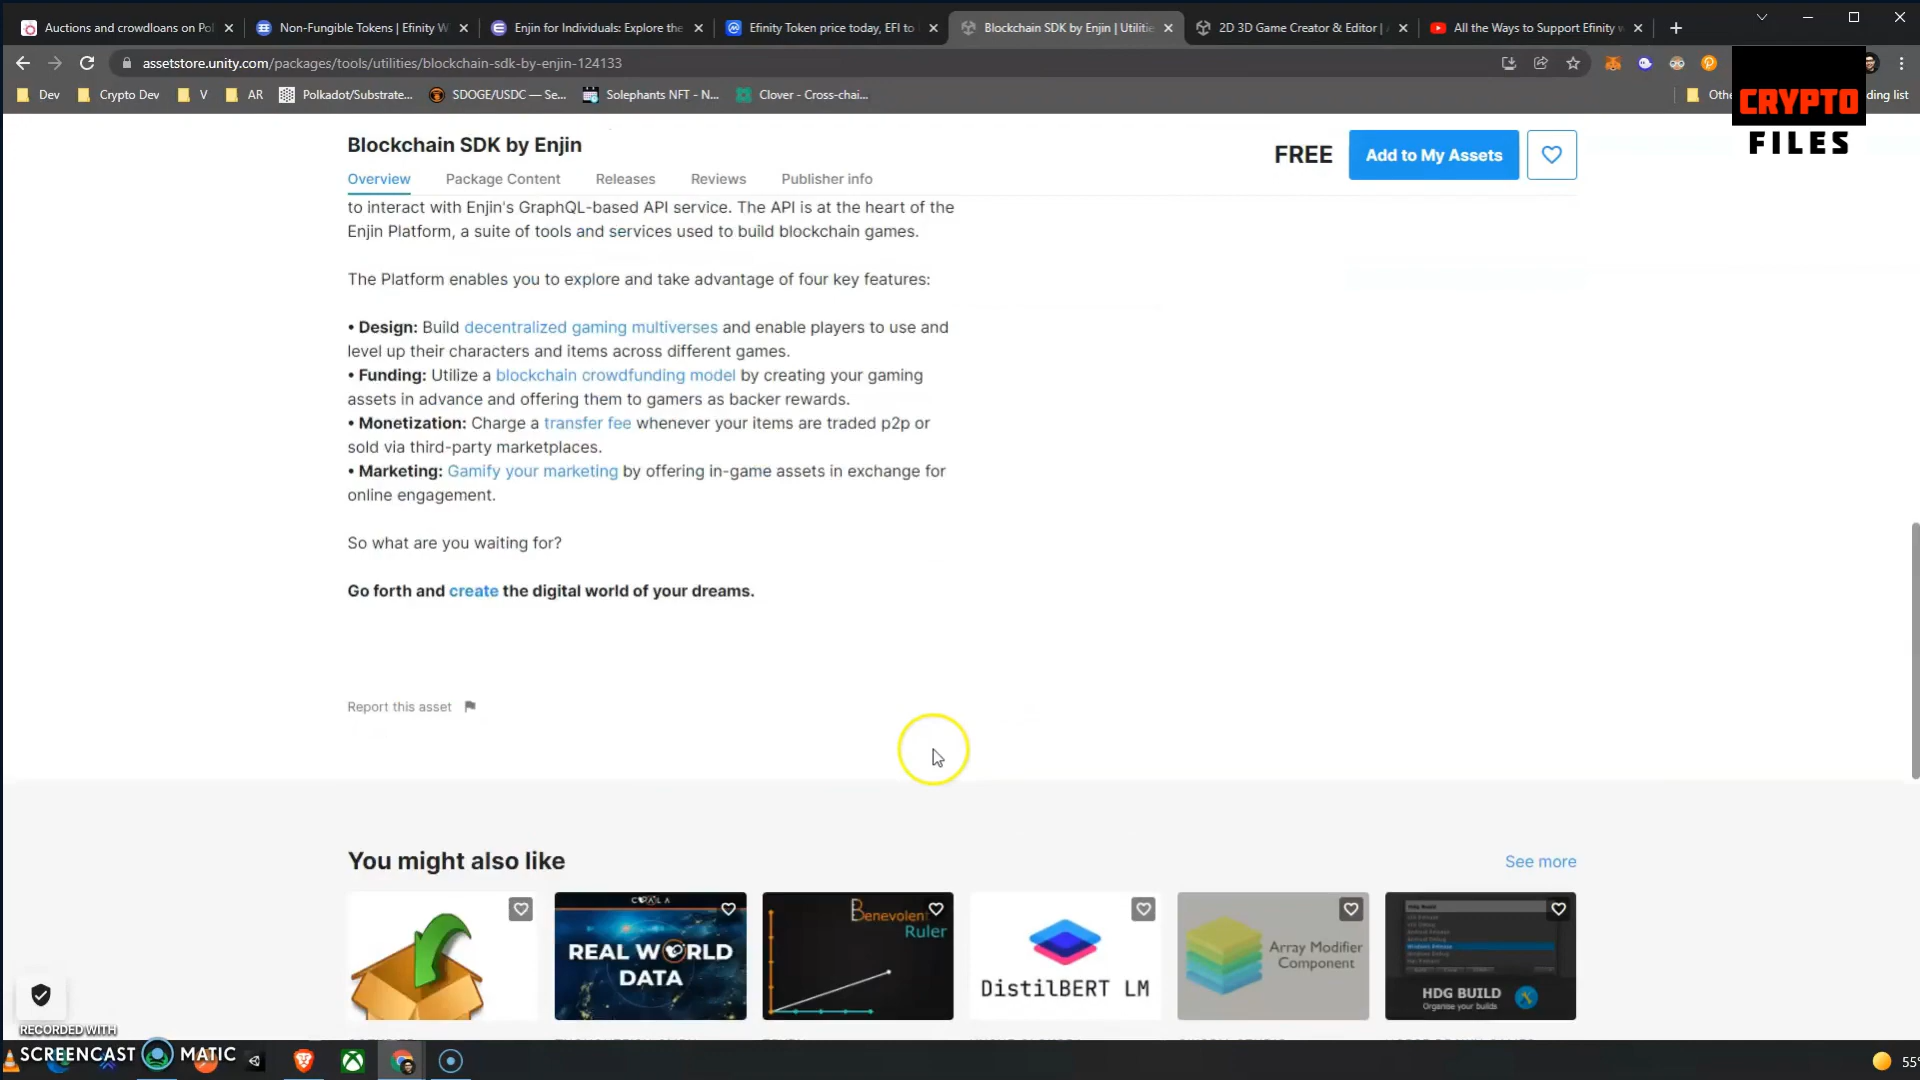 Auctions and crowdloans on Pol
Non-Fungible Tokens | Efinity W
Enjin for Individuals: Explore the
Efinity Token price today, EFI to
Blockchain SDK by Enjin | Utilitie
2D 3D Game Creator & Editor |
All the Ways to Support Efinity w
assetstore.unity.com/packages/tools/utilities/blockchain-sdk-by-enjin-124133
Dev
Crypto Dev
V
AR
Polkadot/Substrate...
SDOGE/USDC — Se...
Solephants NFT - N...
Clover - Cross-chai...
Othe
ding list
CRYPTO
FILES
Blockchain SDK by Enjin
FREE
Add to My Assets
Overview
Package Content
Releases
Reviews
Publisher info
to interact with Enjin's GraphQL-based API service. The API is at the heart of the
Enjin Platform, a suite of tools and services used to build blockchain games.
The Platform enables you to explore and take advantage of four key features:
• Design: Build decentralized gaming multiverses and enable players to use and
level up their characters and items across different games.
• Funding: Utilize a blockchain crowdfunding model by creating your gaming
assets in advance and offering them to gamers as backer rewards.
• Monetization: Charge a transfer fee whenever your items are traded p2p or
sold via third-party marketplaces.
• Marketing: Gamify your marketing by offering in-game assets in exchange for
online engagement.
So what are you waiting for?
Go forth and create the digital world of your dreams.
Report this asset
You might also like
See more
REAL WORLD
DATA
Benevolent
Ruler
DistilBERT LM
Array Modifier
Component
HDG BUILD
Organise your builds
RECORDED WITH
SCREENCAST MATIC
55°